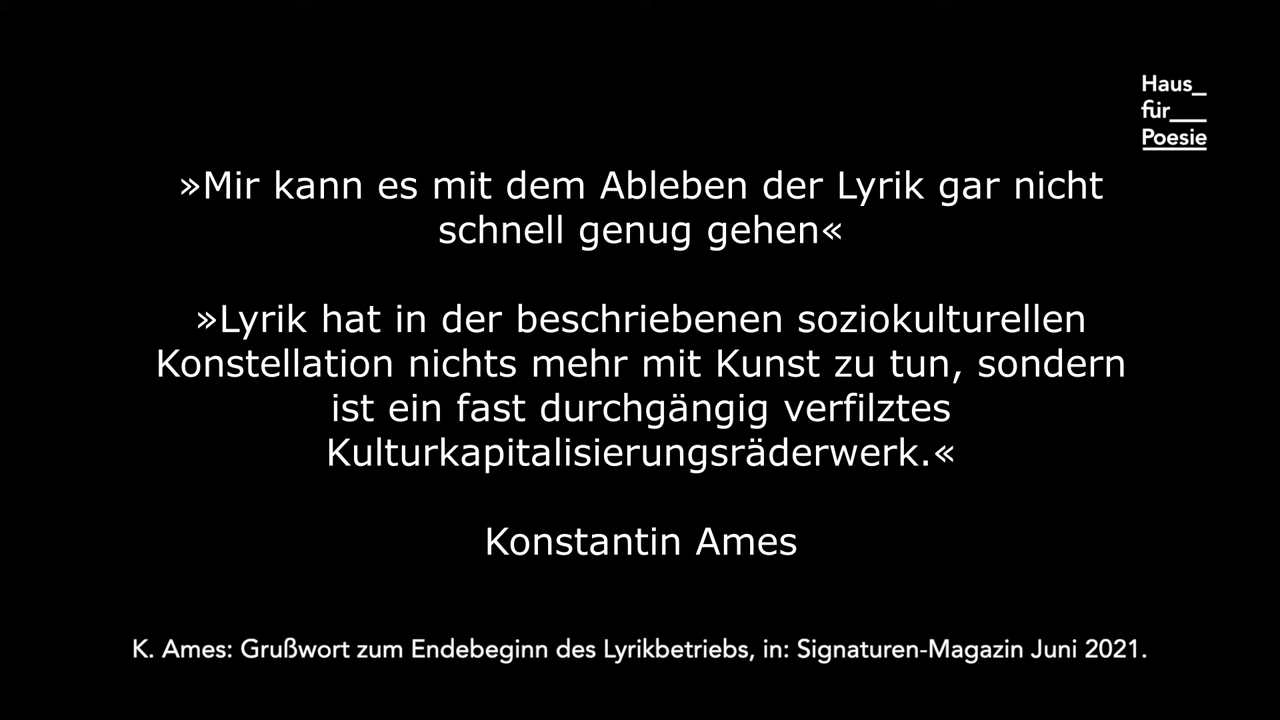 Haus_
für___
Poesie
»Mir kann es mit dem Ableben der Lyrik gar nicht
schnell genug gehen«
»Lyrik hat in der beschriebenen soziokulturellen
Konstellation nichts mehr mit Kunst zu tun, sondern
ist ein fast durchgängig verfilztes
Kulturkapitalisierungsräderwerk.«
Konstantin Ames
K. Ames: Grußwort zum Endebeginn des Lyrikbetriebs, in: Signaturen-Magazin Juni 2021.